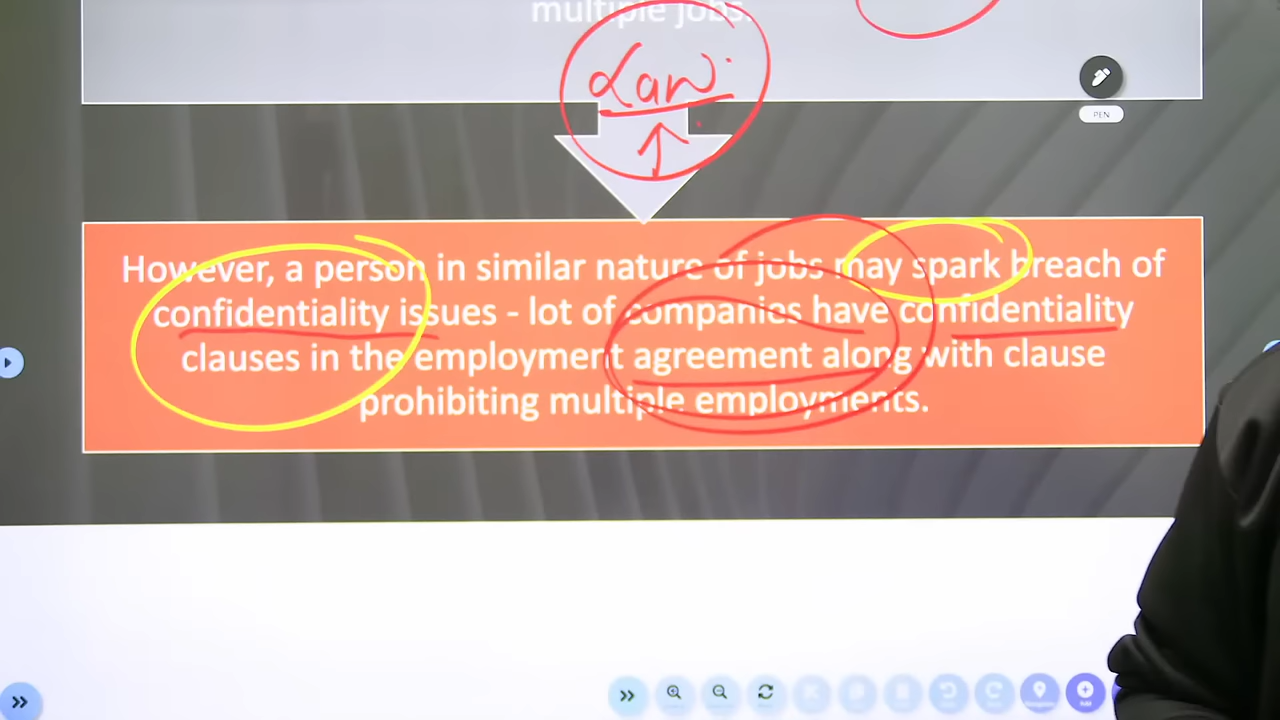 multiple jobs.
Law
PEN
However, a person in similar nature of jobs may spark breach of
confidentiality issues - lot of companies have confidentiality
clauses in the employment agreement along with clause
prohibiting multiple employments.